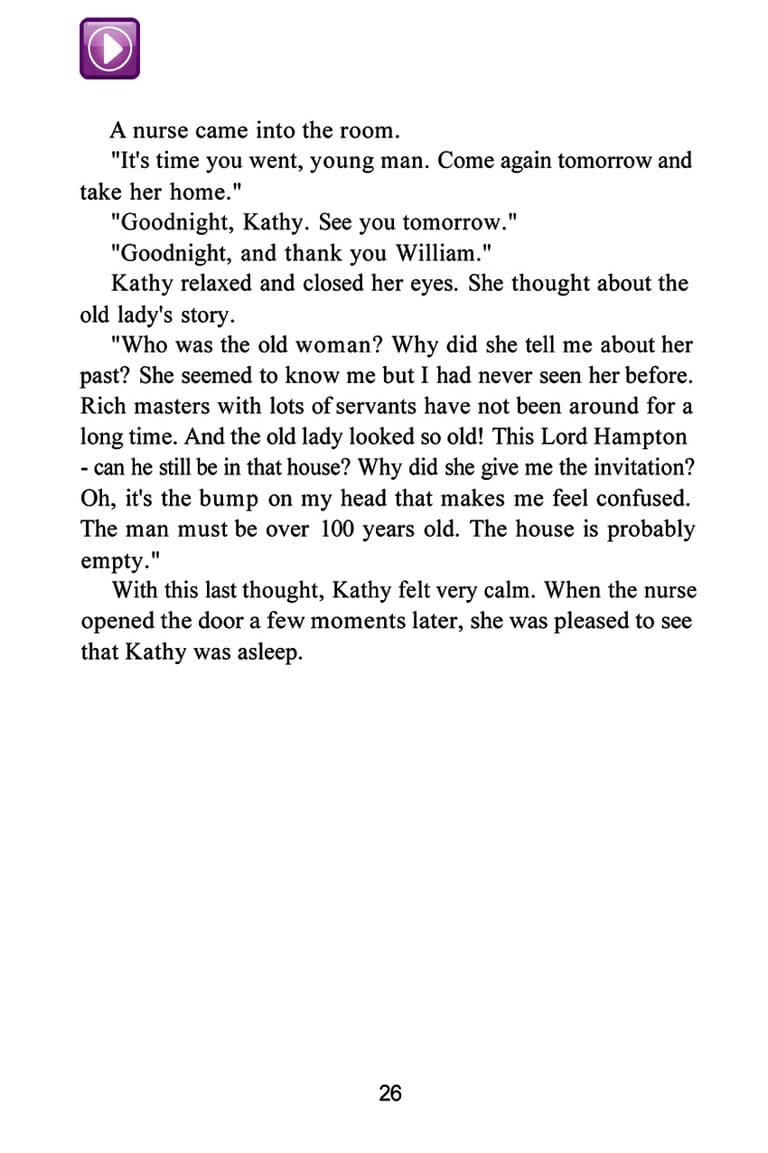 A nurse came into the room.
"It's time you went, young man. Come again tomorrow and
take her home."
"Goodnight, Kathy. See you tomorrow."
"Goodnight, and thank you William."
Kathy relaxed and closed her eyes. She thought about the
old lady's story.
"Who was the old woman? Why did she tell me about her
past? She seemed to know me but I had never seen her before.
Rich masters with lots of servants have not been around for a
long time. And the old lady looked so old! This Lord Hampton
- can he still be in that house? Why did she give me the invitation?
Oh, it's the bump on my head that makes me feel confused.
The man must be over 100 years old. The house is probably
empty."
With this last thought, Kathy felt very calm. When the nurse
opened the door a few moments later, she was pleased to see
that Kathy was asleep.
26